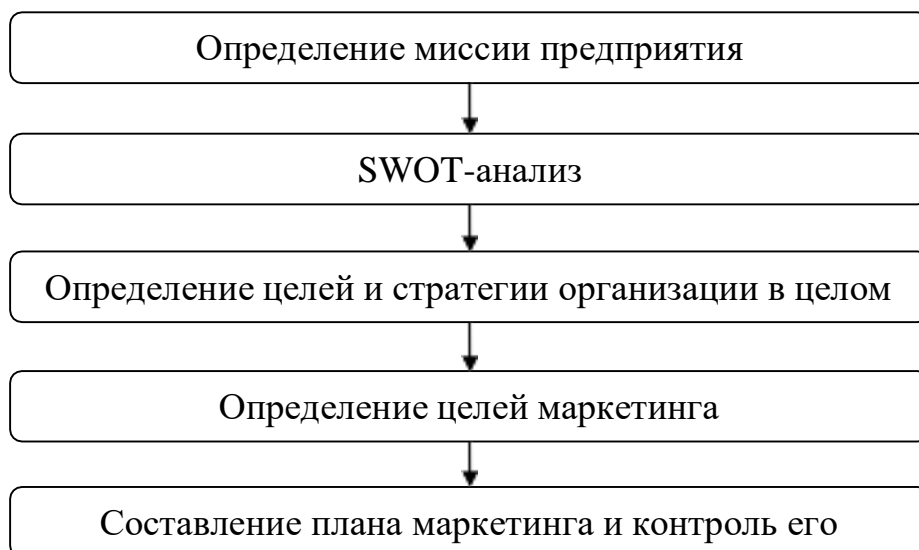 Определение миссии предприятия
SWOT-анализ
Определение целей и стратегии организации в целом
Определение целей маркетинга
Составление плана маркетинга и контроль его